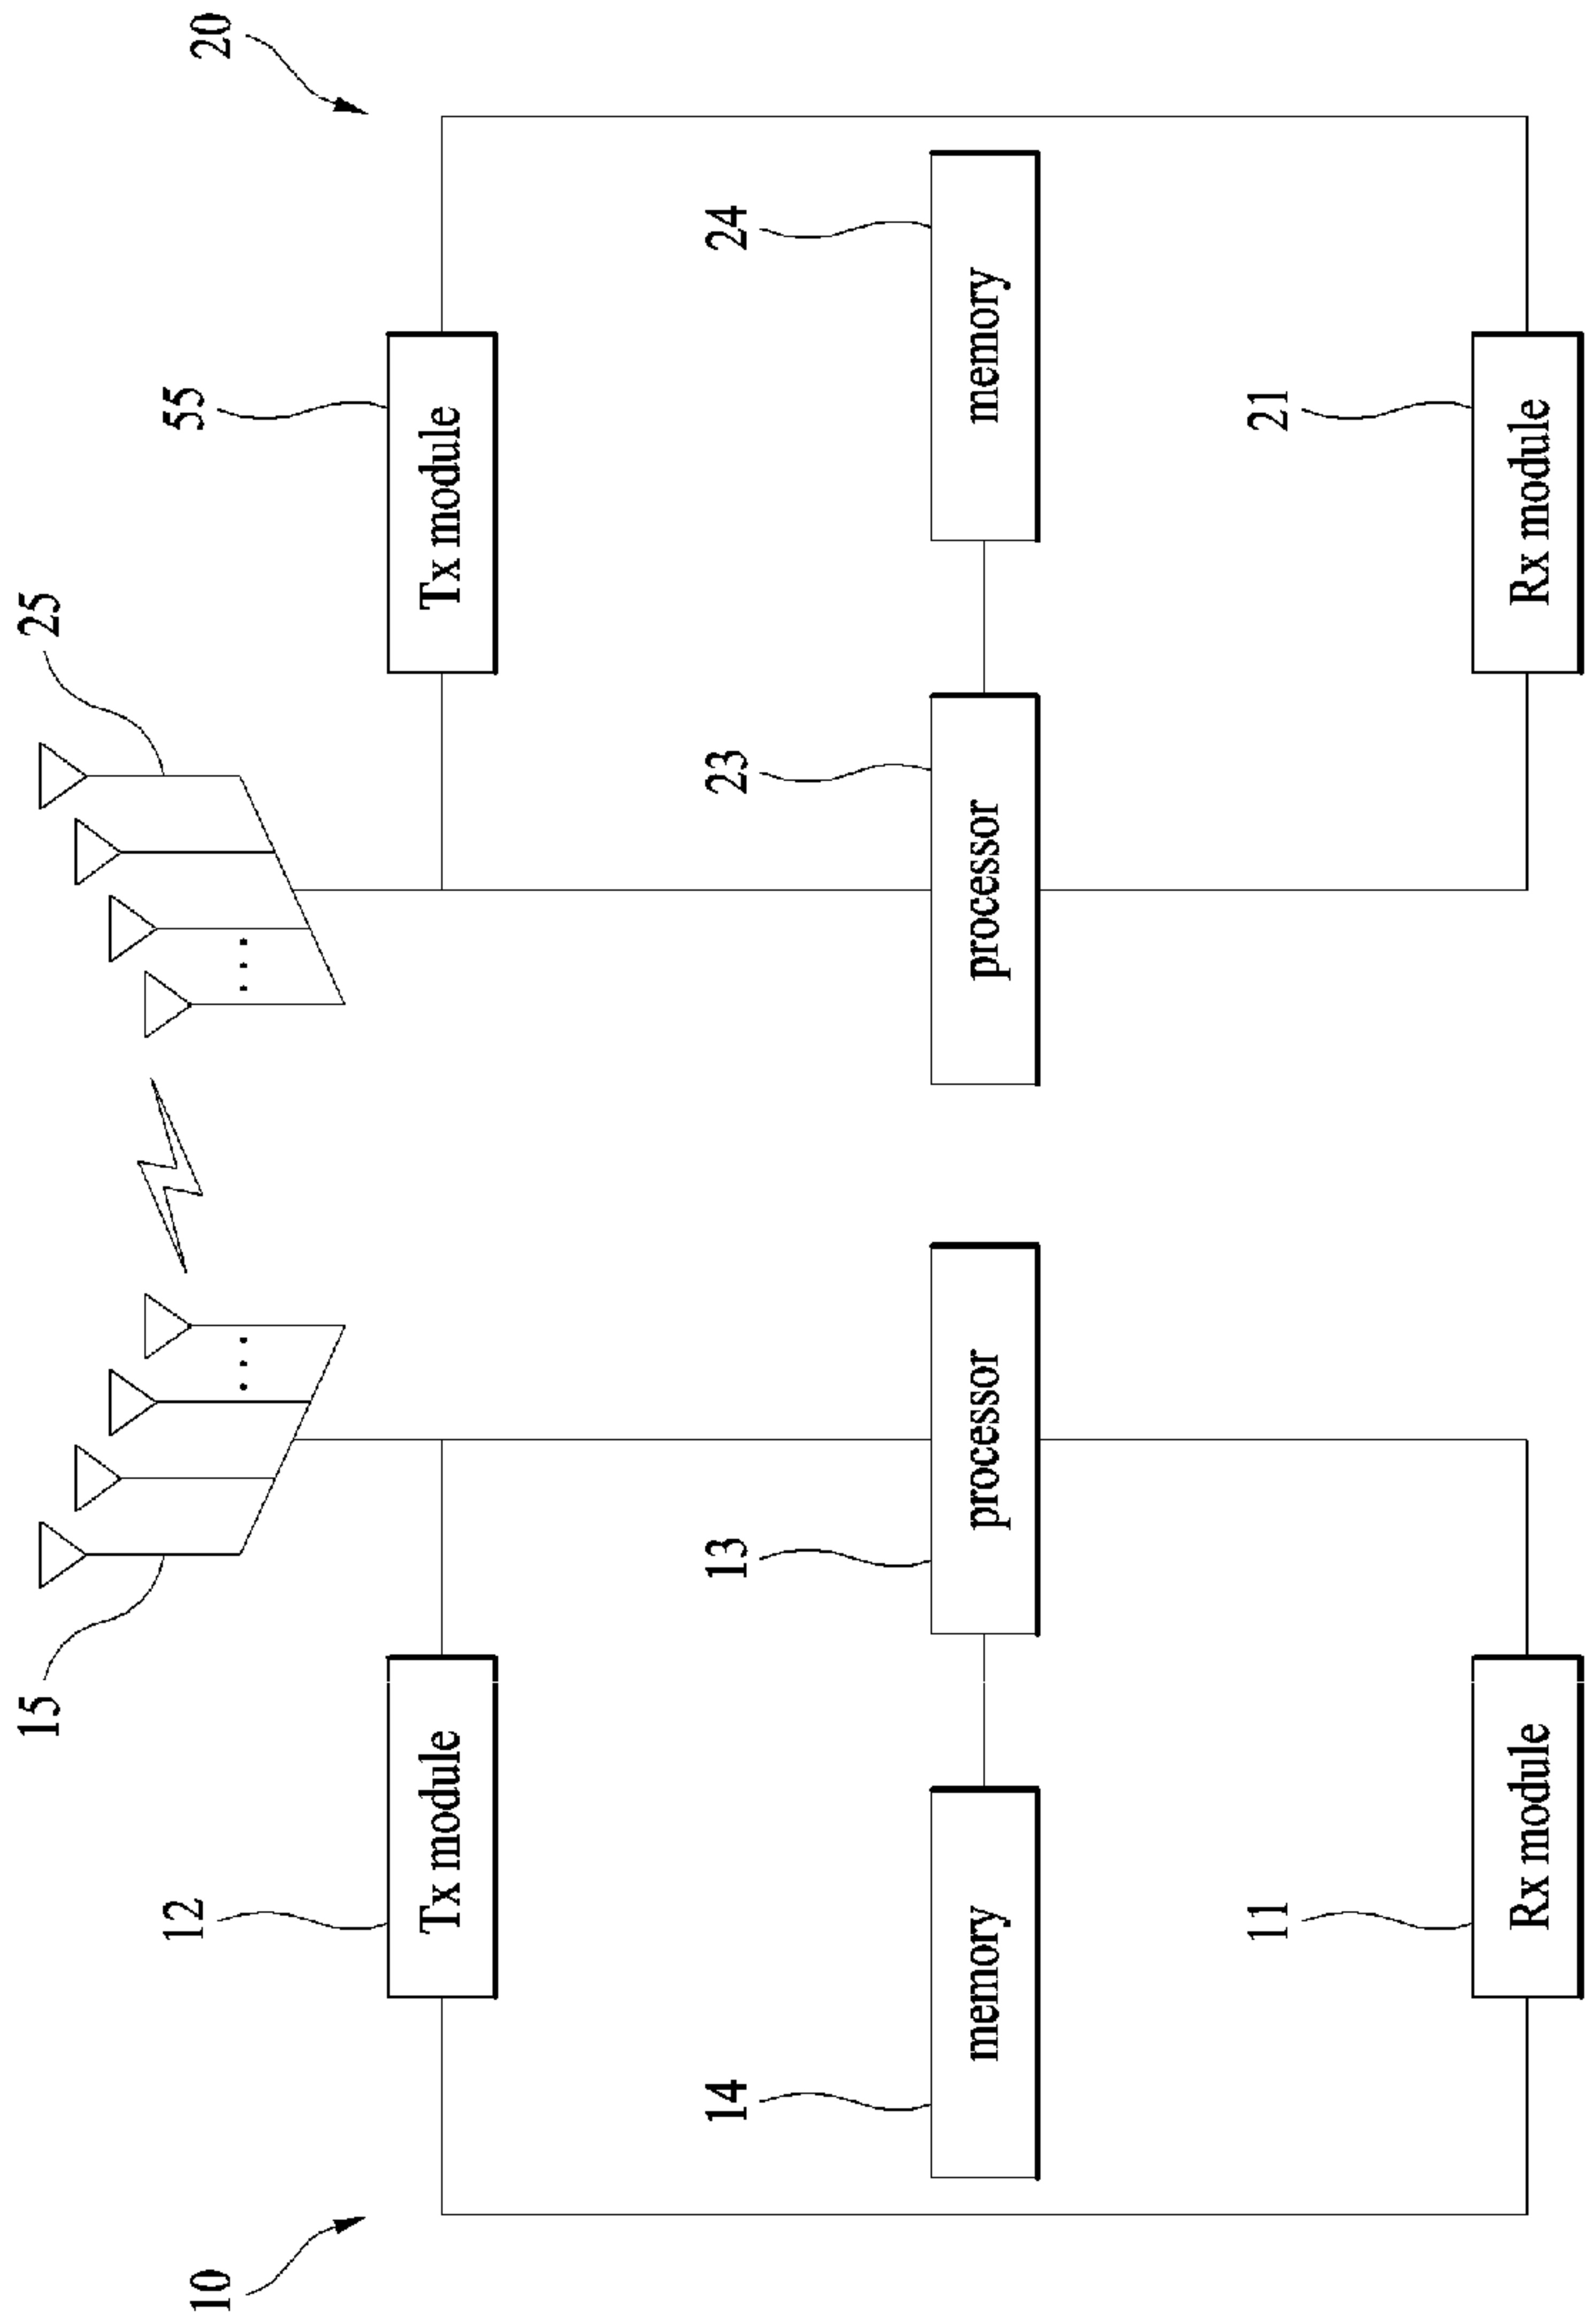 15
25
10
12
Tx module
55
Tx module
20
14
memory
13
processor
23
processor
24
memory
11
Rx module
21
Rx module